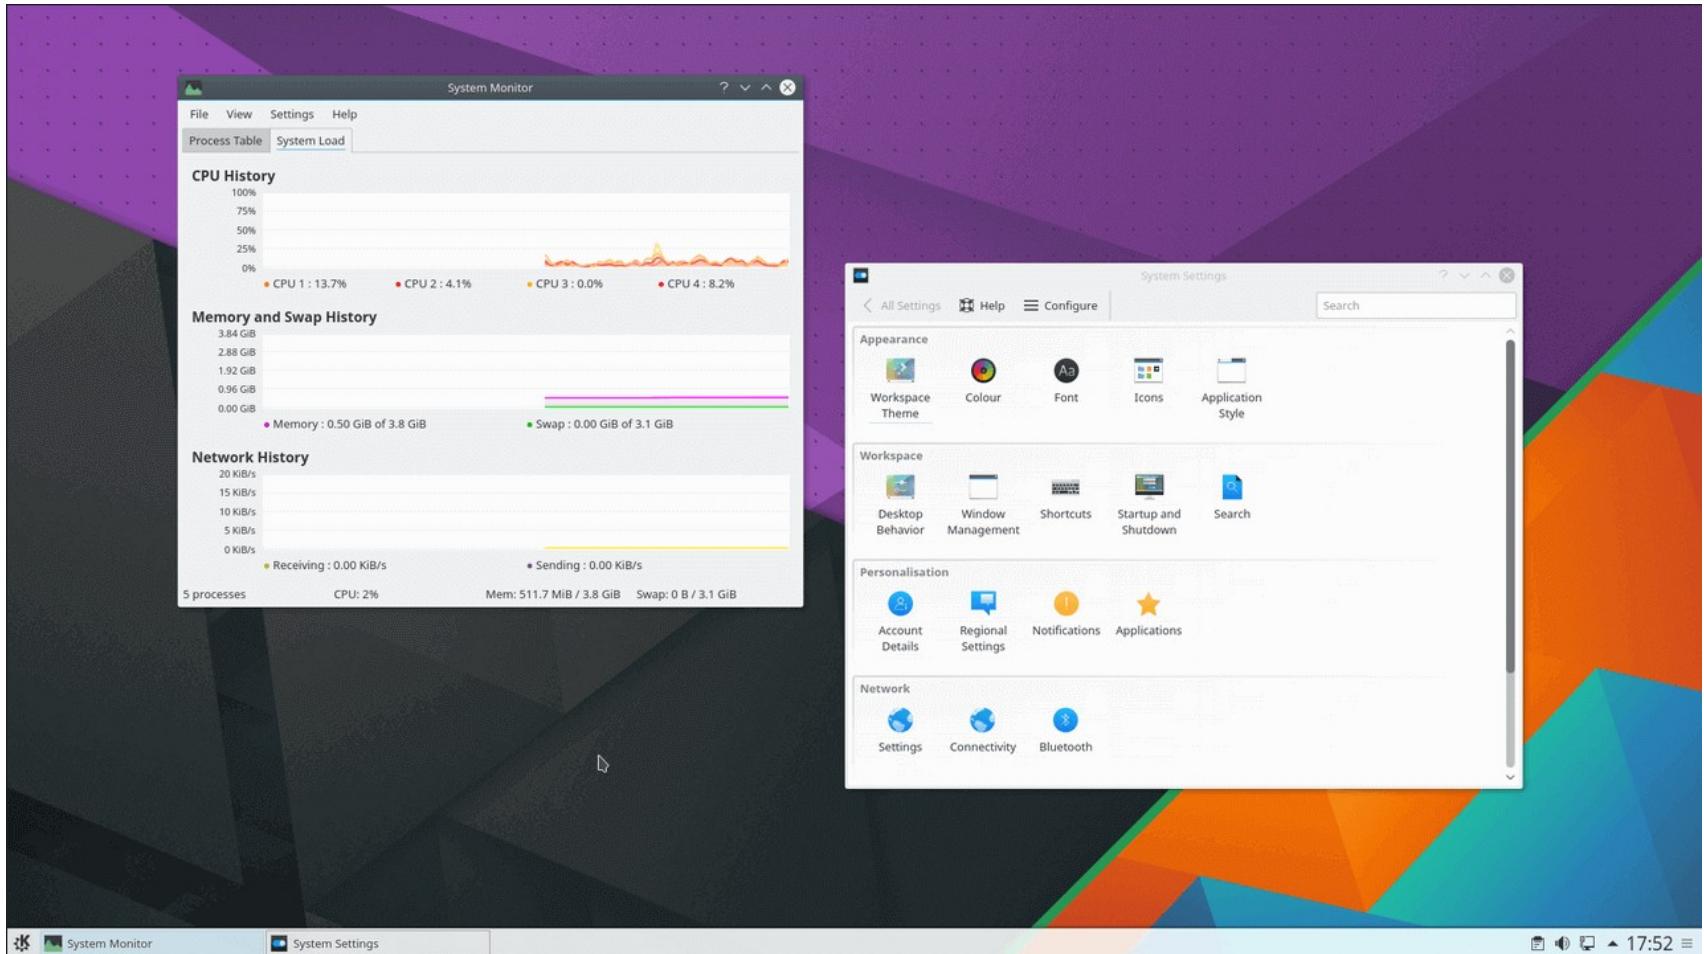 System Monitor
File View Settings Help
Process Table System Load
CPU History
100%
75%
50%
25%
0%
CPU 1 : 13.7% CPU 2 : 4.1% CPU 3 : 0.0% CPU 4 : 8.2%
Memory and Swap History
3.84 GiB
2.88 GiB
1.92 GiB
0.96 GiB
0.00 GiB
Memory : 0.50 GiB of 3.8 GiB Swap : 0.00 GiB of 3.1 GiB
Network History
20 KiB/s
15 KiB/s
10 KiB/s
5 KiB/s
0 KiB/s
Receiving : 0.00 KiB/s Sending : 0.00 KiB/s
5 processes CPU: 2% Mem: 511.7 MiB / 3.8 GiB Swap: 0 B / 3.1 GiB
System Settings
All Settings Help Configure Search
Appearance
Aa
Workspace Colour Font Icons Application
Theme Style
Workspace
Desktop Window Shortcuts Startup and Search
Behavior Management Shutdown
Personalisation
Account Regional Notifications Applications
Details Settings
Network
Settings Connectivity Bluetooth
System Monitor System Settings 17:52